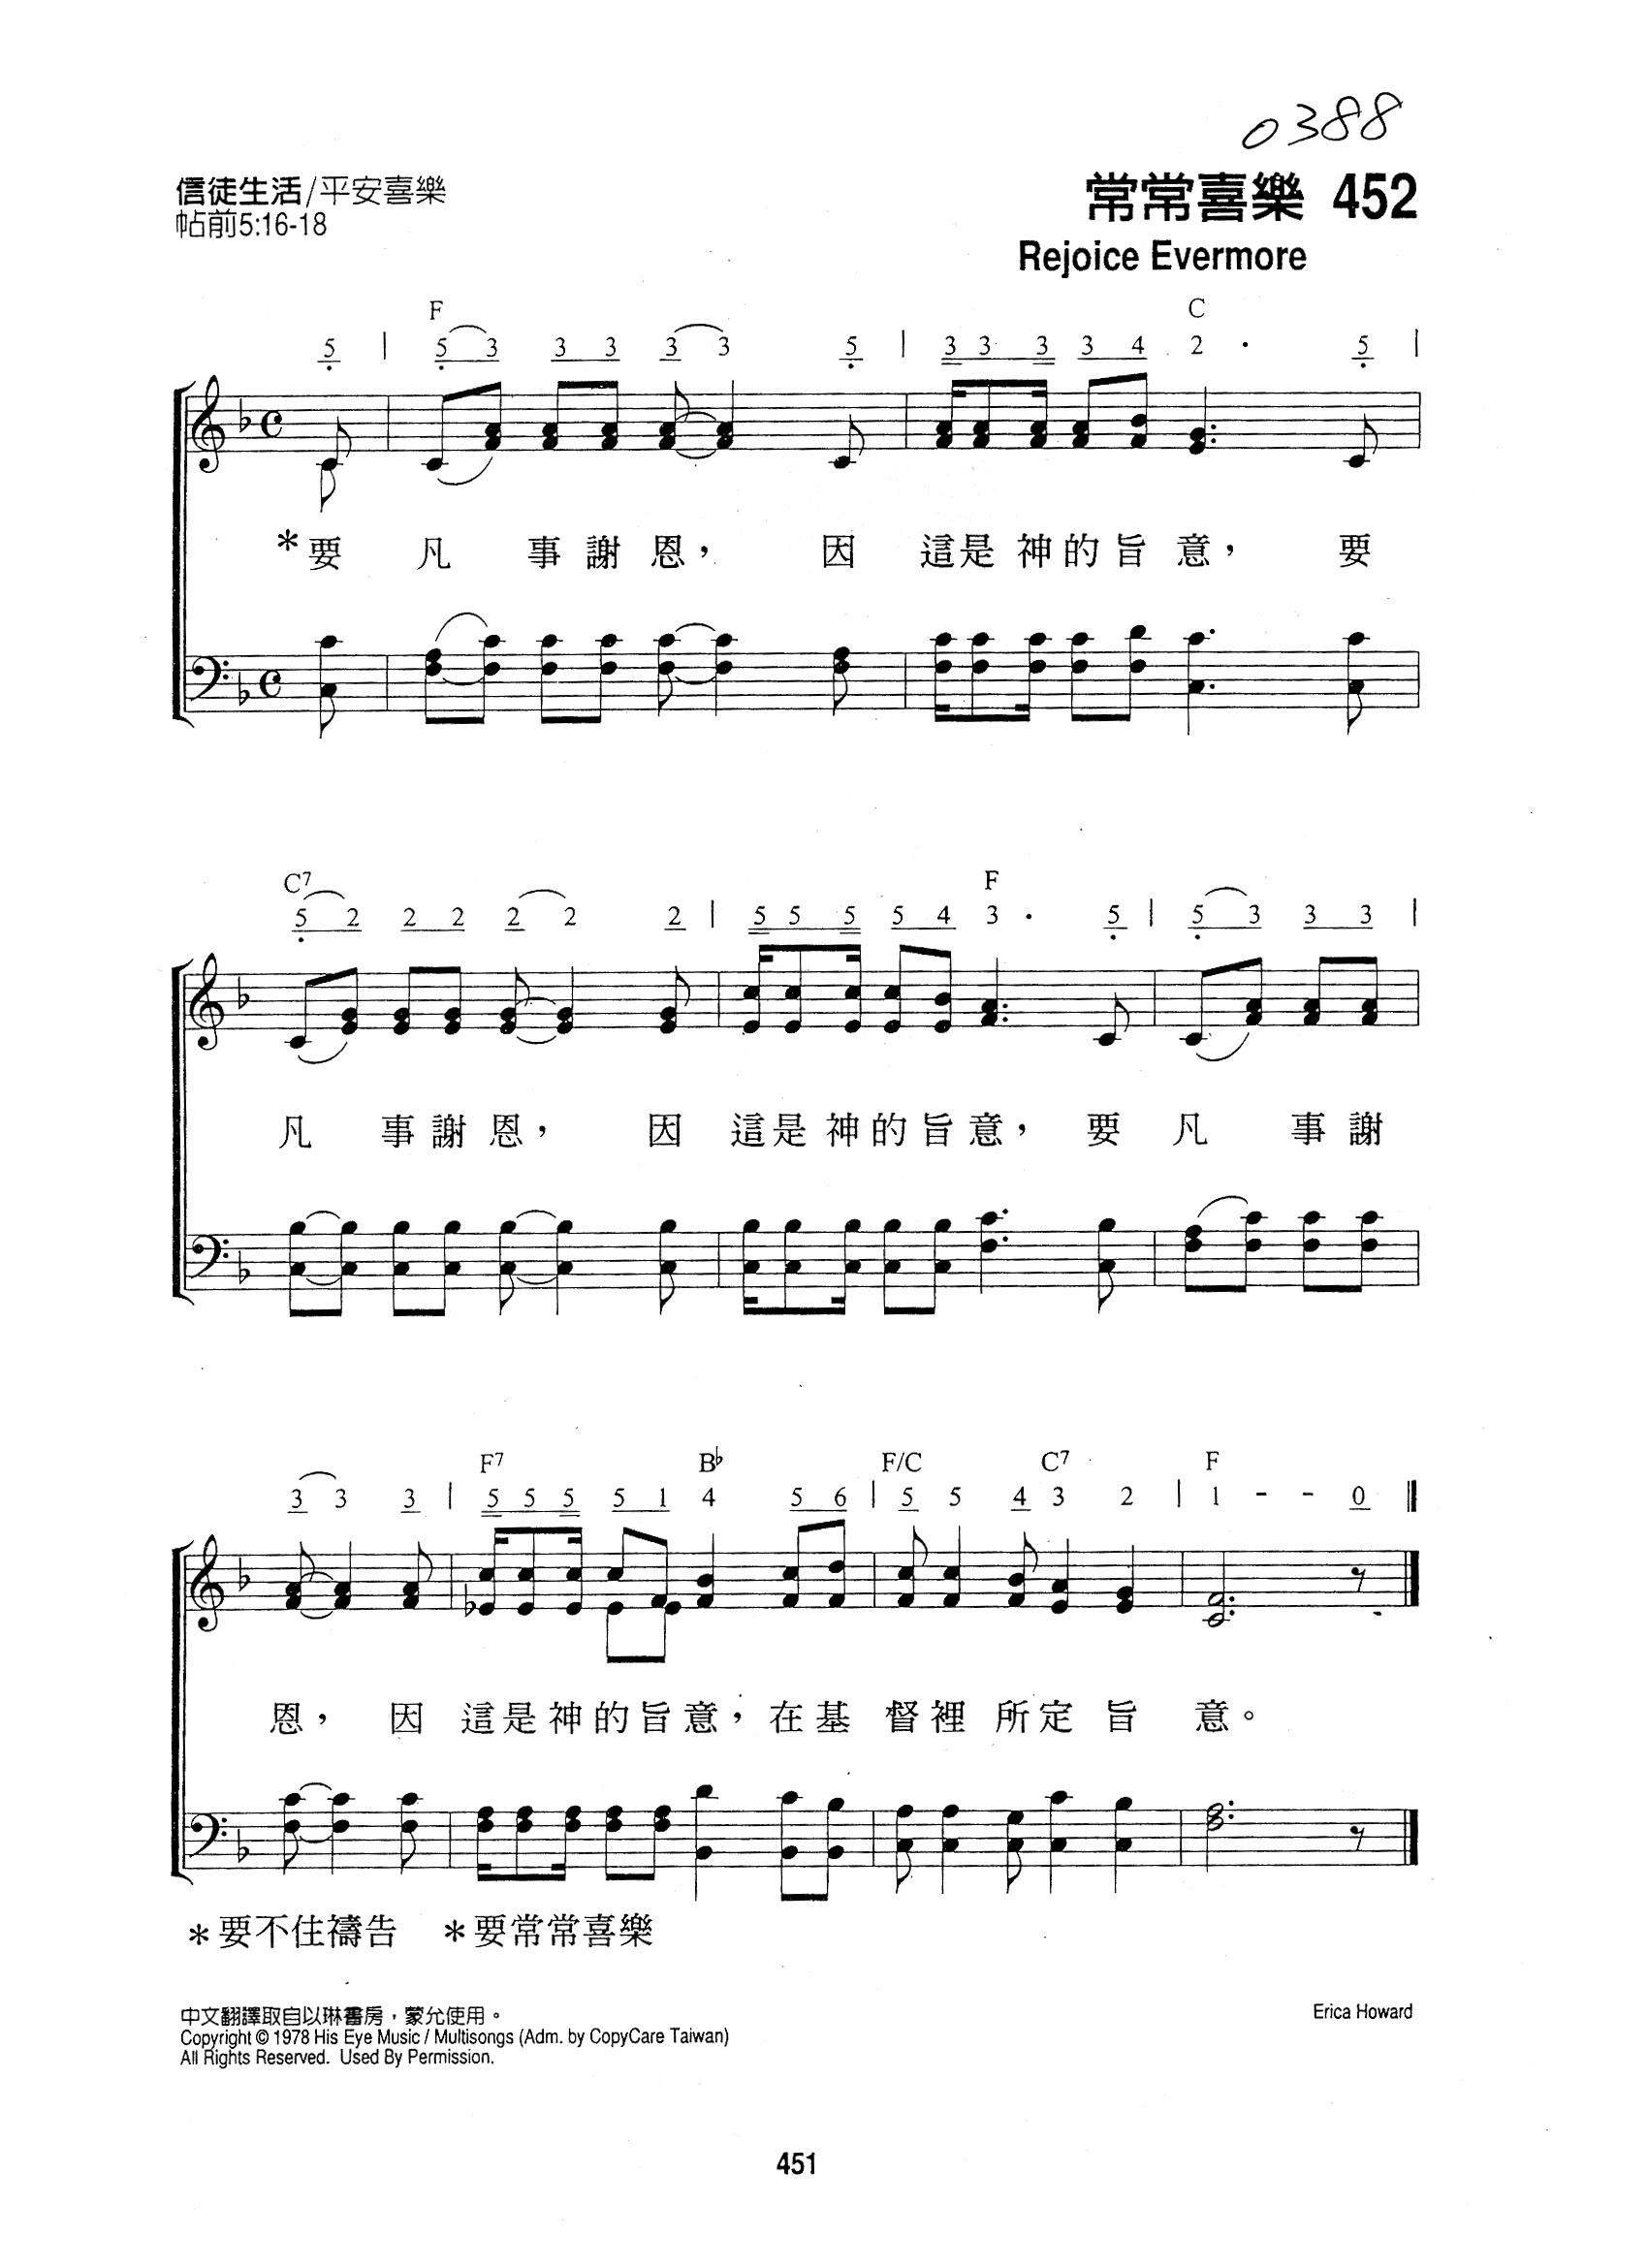 0388
信徒生活/平安喜樂
帖前5:16-18
常常喜樂 452
Rejoice Evermore
F C
5 | 5 3 3 3 3 3 5 | 3 3 3 3 4 2 · 5 |
*要 凡 事 謝 恩， 因 這是 神 的 旨 意， 要
C7 F
5 2 2 2 2 2 2 | 5 5 5 5 4 3 · 5 | 5 3 3 3 |
凡 事 謝 恩， 因 這 是 神 的 旨 意， 要 凡 事 謝
F7 B♭ F/C C7 F
3 3 3 | 5 5 5 5 1 4 5 6 | 5 5 4 3 2 | 1 - - 0 ‖
恩， 因 這 是 神 的 旨 意， 在 基 督 裡 所 定 旨 意。
*要不住禱告 *要常常喜樂
中文翻譯取自以琳書房，蒙允使用。
Erica Howard
Copyright © 1978 His Eye Music / Multisongs (Adm. by CopyCare Taiwan)
All Rights Reserved. Used By Permission.
451